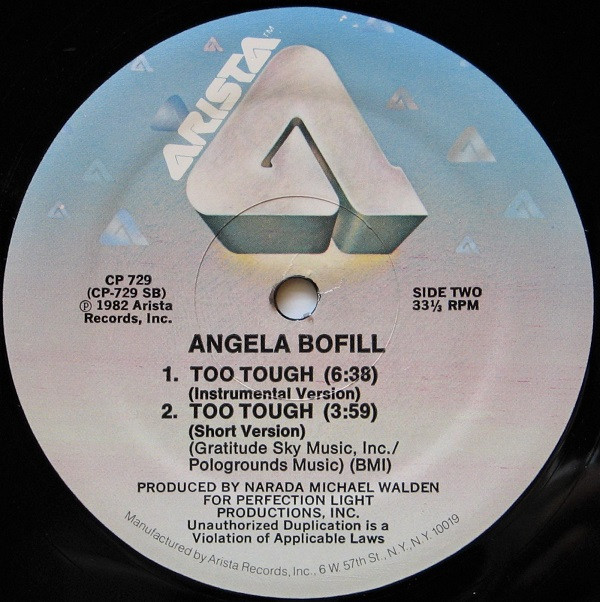 ARISTA™
CP 729
(CP-729 SB)
Ⓟ 1982 Arista
Records, Inc.
SIDE TWO
33⅓ RPM
ANGELA BOFILL
1. TOO TOUGH (6:38)
(Instrumental Version)
2. TOO TOUGH (3:59)
(Short Version)
(Gratitude Sky Music, Inc./
Pologrounds Music) (BMI)
PRODUCED BY NARADA MICHAEL WALDEN
FOR PERFECTION LIGHT
PRODUCTIONS, INC.
Unauthorized Duplication is a
Violation of Applicable Laws
Manufactured by Arista Records, Inc., 6 W. 57th St., N.Y., N.Y. 10019